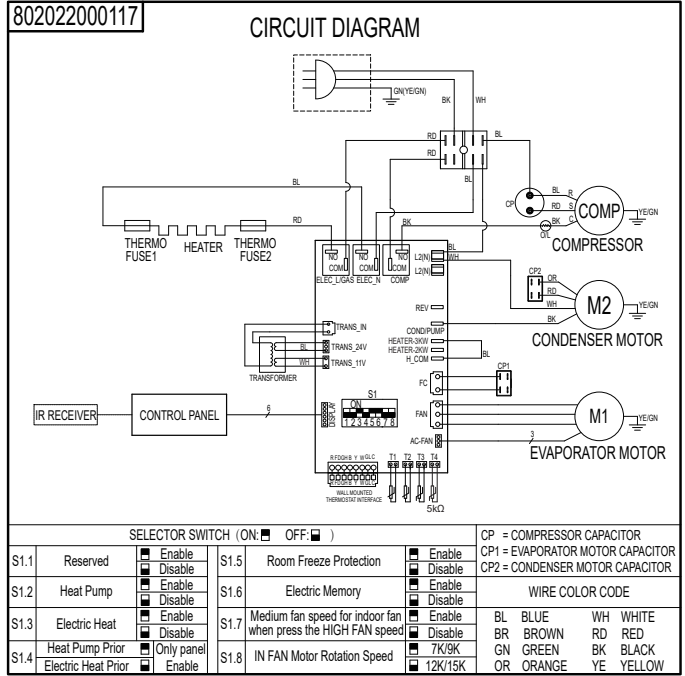 802022000117
CIRCUIT DIAGRAM
GN(YE/GN)
BK
WH
RD
BL
RD
BL
BL
BL
R
CP
RD
S
COMP
YE/GN
RD
BK
BK
C
THERMO
FUSE1
HEATER
THERMO
FUSE2
O/L
COMPRESSOR
NO
COM
NO
COM
NO
COM
BL
L2(N)
WH
ELEC_L/GAS
ELEC_N
COMP
L2(N)
CP2
OR
RD
WH
BK
M2
YE/GN
CONDENSER MOTOR
REV
TRANS_IN
COND/PUMP
HEATER-3KW
HEATER-2KW
H_COM
BL
BL
TRANS_24V
WH
TRANS_11V
TRANSFORMER
CP1
FC
S1
ON
1 2 3 4 5 6 7 8
IR RECEIVER
CONTROL PANEL
6
DISPLAY
FAN
M1
YE/GN
AC-FAN
3
EVAPORATOR MOTOR
R F D G H B Y W G L C
R F D G H B Y W G L C
WALL MOUNTED
THERMOSTAT INTERFACE
T1 T2 T3 T4
5kΩ
SELECTOR SWITCH (ON: OFF: )
S1.1 Reserved Enable
Disable
S1.2 Heat Pump Enable
Disable
S1.3 Electric Heat Enable
Disable
S1.4 Heat Pump Prior Only panel
Electric Heat Prior Enable
S1.5 Room Freeze Protection Enable
Disable
S1.6 Electric Memory Enable
Disable
S1.7 Medium fan speed for indoor fan Enable
when press the HIGH FAN speed Disable
S1.8 IN FAN Motor Rotation Speed 7K/9K
12K/15K
CP = COMPRESSOR CAPACITOR
CP1 = EVAPORATOR MOTOR CAPACITOR
CP2 = CONDENSER MOTOR CAPACITOR
WIRE COLOR CODE
BL BLUE WH WHITE
BR BROWN RD RED
GN GREEN BK BLACK
OR ORANGE YE YELLOW